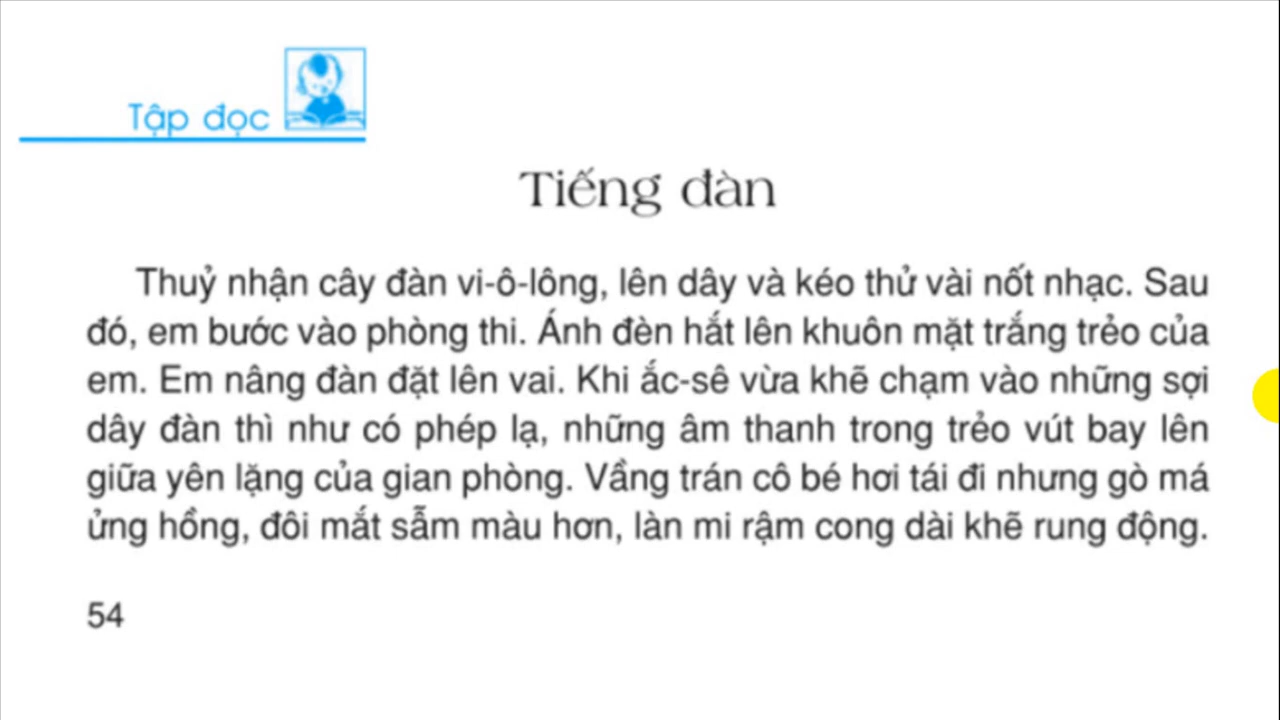 Tập đọc
Tiếng đàn
Thuỷ nhận cây đàn vi-ô-lông, lên dây và kéo thử vài nốt nhạc. Sau
đó, em bước vào phòng thi. Ánh đèn hắt lên khuôn mặt trắng trẻo của
em. Em nâng đàn đặt lên vai. Khi ắc-sê vừa khẽ chạm vào những sợi
dây đàn thì như có phép lạ, những âm thanh trong trẻo vút bay lên
giữa yên lặng của gian phòng. Vầng trán cô bé hơi tái đi nhưng gò má
ửng hồng, đôi mắt sẫm màu hơn, làn mi rậm cong dài khẽ rung động.
54